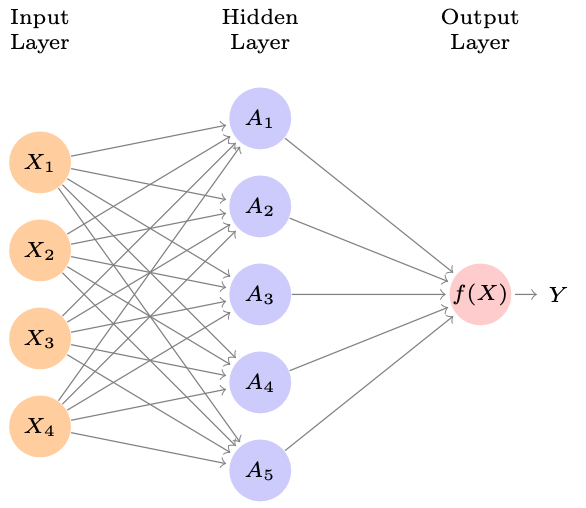 Input
Layer
Hidden
Layer
Output
Layer
X₁
X₂
X₃
X₄
A₁
A₂
A₃
A₄
A₅
f(X)
Y